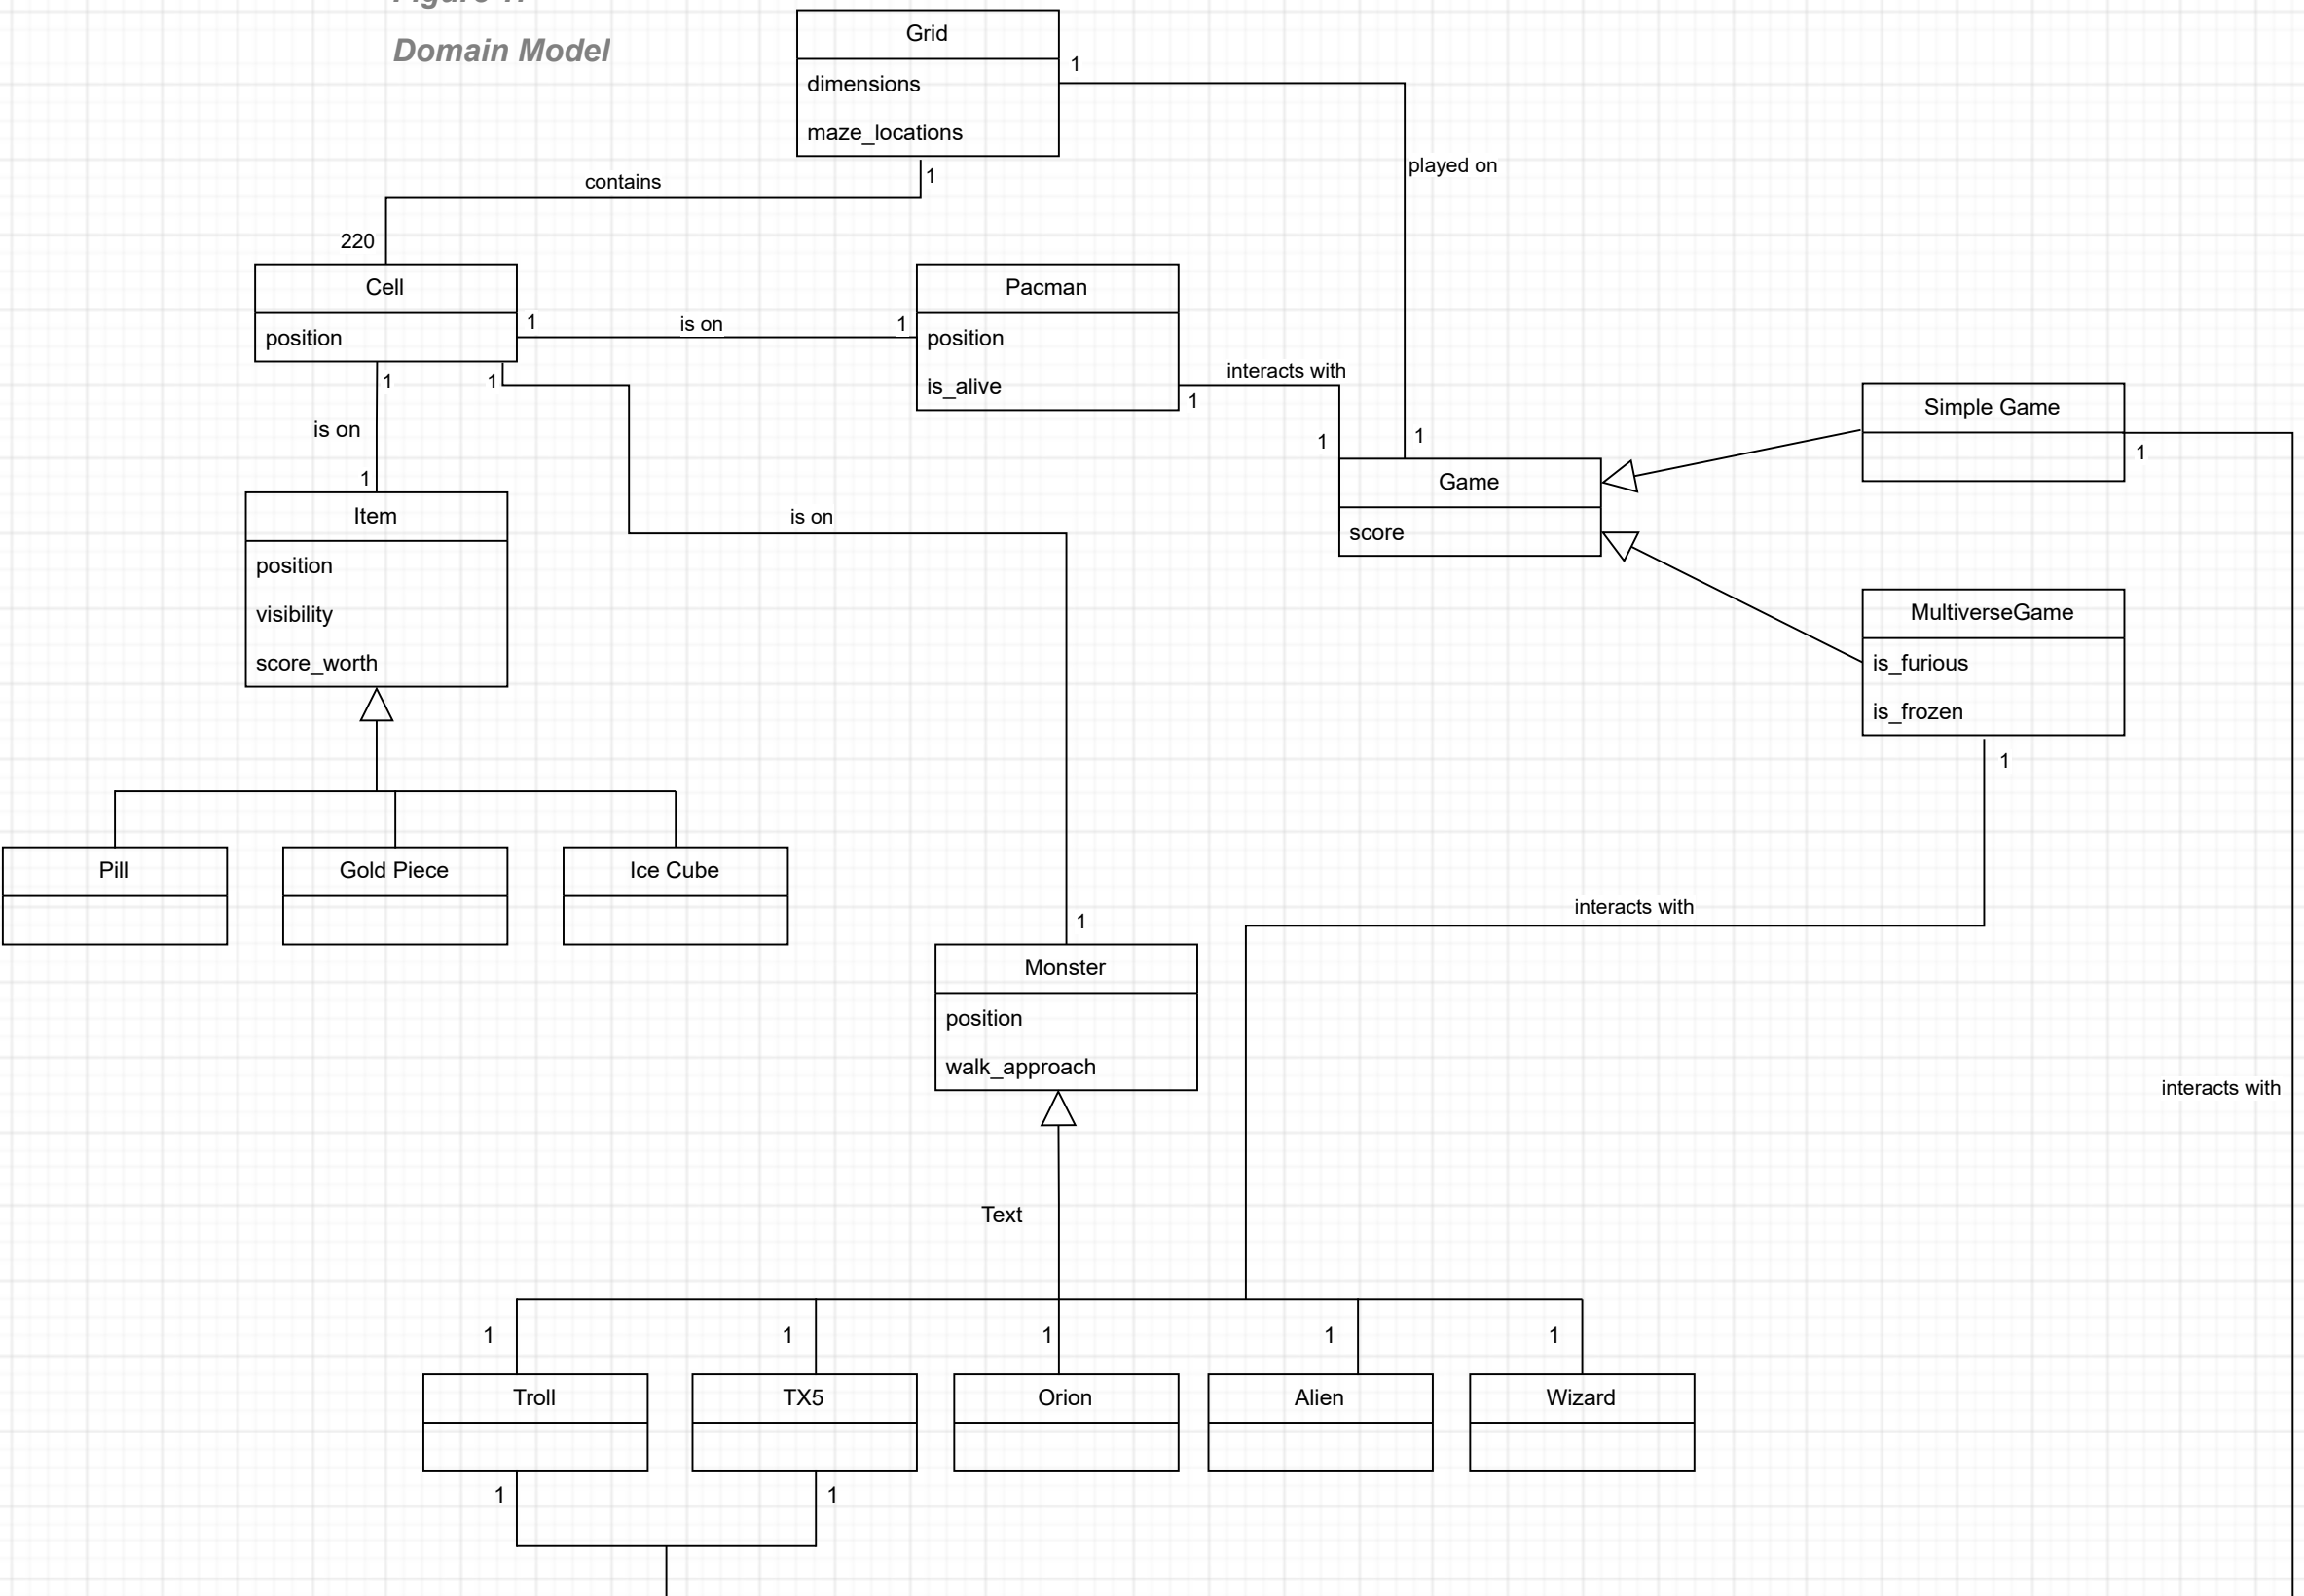 Figure 1:
Domain Model
Grid
dimensions
maze_locations
1
played on
contains
1
220
Cell
position
1
is on
1
Pacman
position
is_alive
interacts with
1
1
1
1
1
is on
1
Item
position
visibility
score_worth
is on
Game
score
Simple Game
1
MultiverseGame
is_furious
is_frozen
1
Pill
Gold Piece
Ice Cube
interacts with
1
Monster
position
walk_approach
interacts with
Text
1
1
1
1
1
Troll
TX5
Orion
Alien
Wizard
1
1